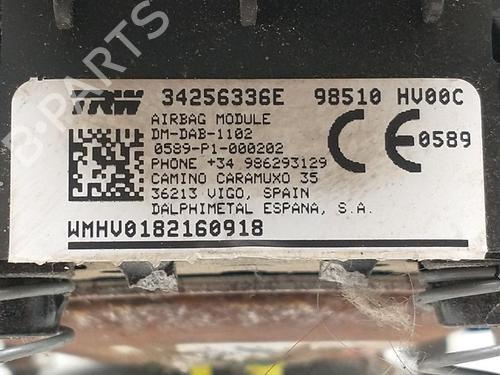 B-PARTS
TRW 34256336E 98510 HV00C
AIRBAG MODULE
DM-DAB-1102
0589-P1-000202
PHONE +34 986293129
CAMINO CARAMUXO 35
36213 VIGO, SPAIN
DALPHIMETAL ESPANA, S.A.
CE 0589
WMHV0182160918